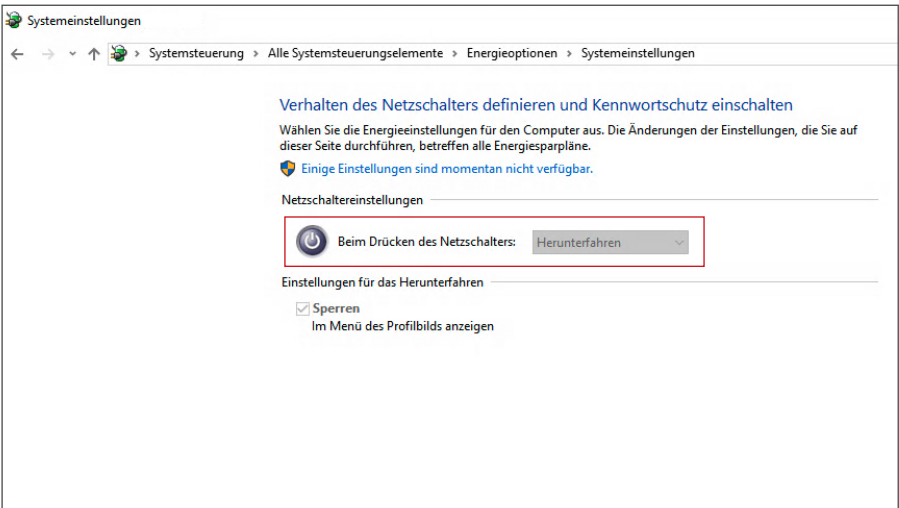 Systemeinstellungen
Systemsteuerung > Alle Systemsteuerungselemente > Energieoptionen > Systemeinstellungen
Verhalten des Netzschalters definieren und Kennwortschutz einschalten
Wählen Sie die Energieeinstellungen für den Computer aus. Die Änderungen der Einstellungen, die Sie auf
dieser Seite durchführen, betreffen alle Energiesparpläne.
Einige Einstellungen sind momentan nicht verfügbar.
Netzschaltereinstellungen
Beim Drücken des Netzschalters: Herunterfahren
Einstellungen für das Herunterfahren
Sperren
Im Menü des Profilbilds anzeigen